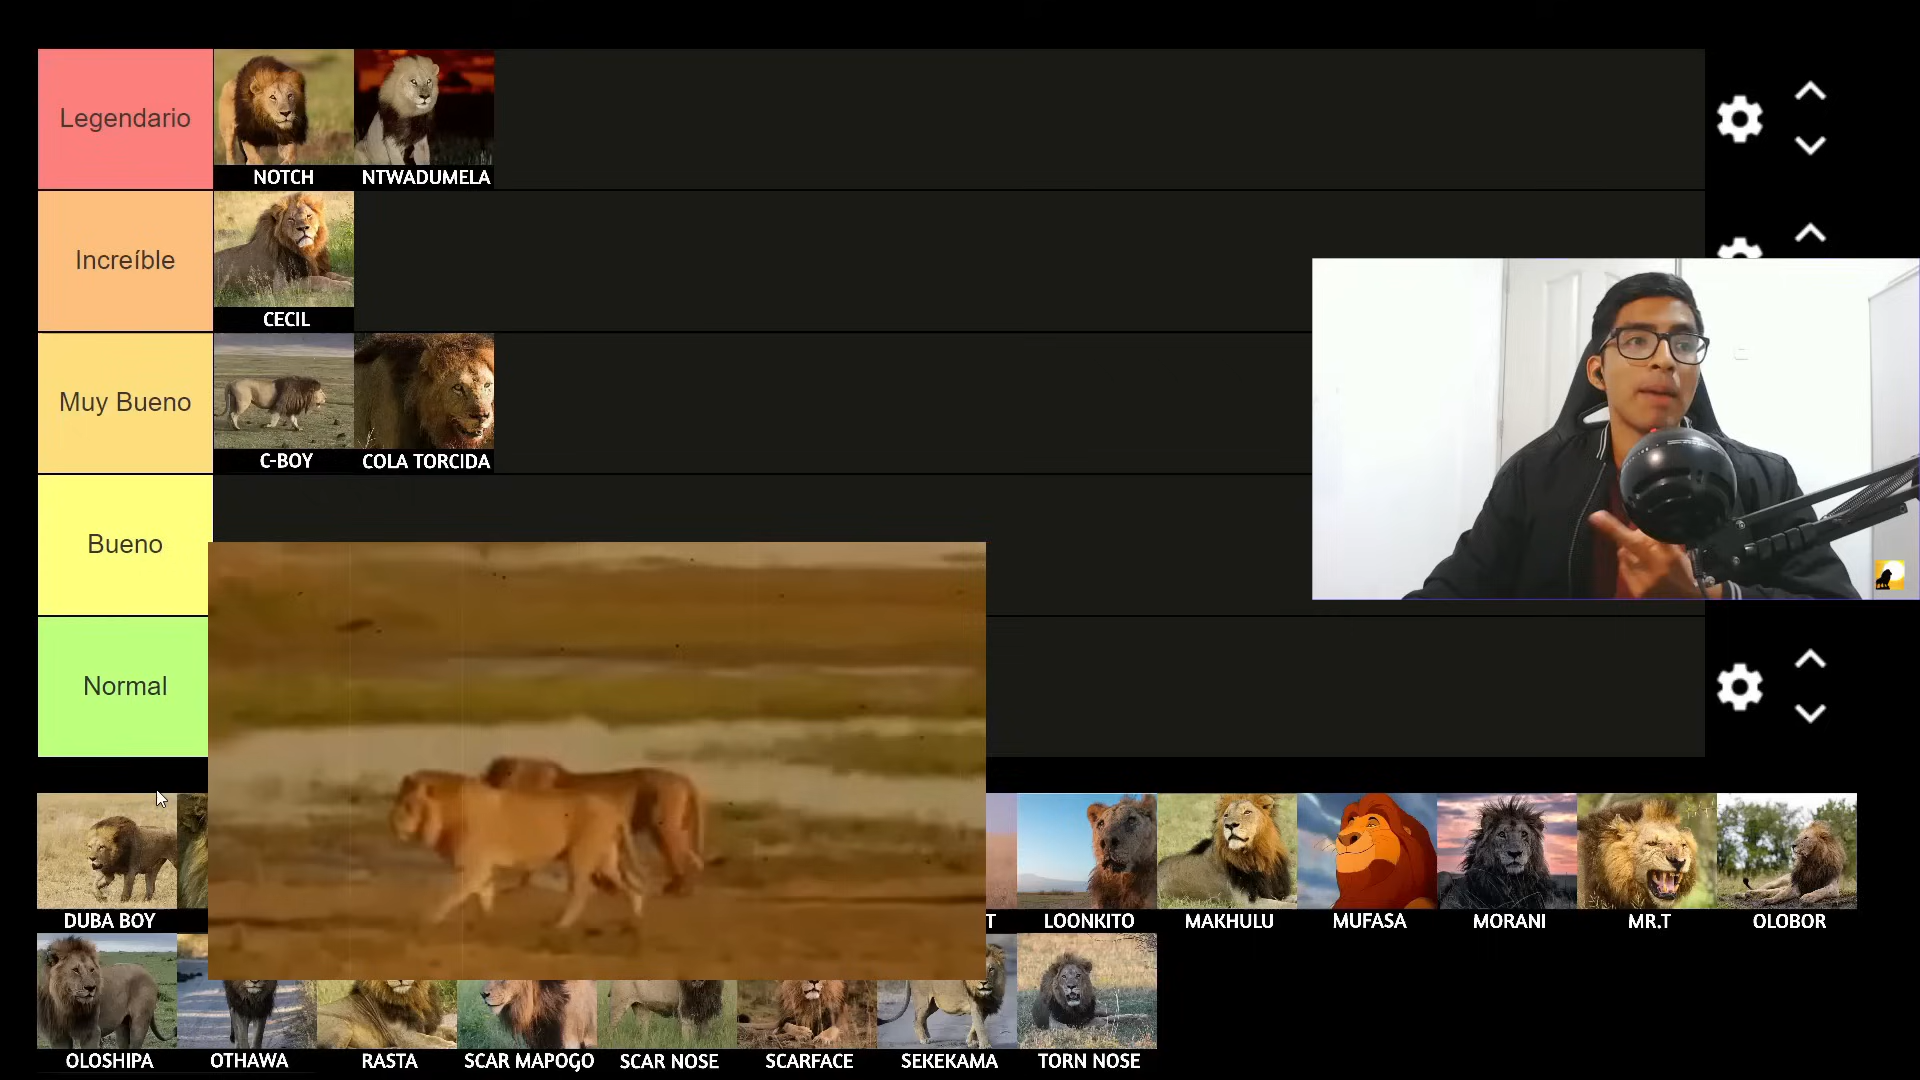 Legendario
NOTCH
NTWADUMELA
Increíble
CECIL
Muy Bueno
C-BOY
COLA TORCIDA
Bueno
Normal
DUBA BOY
T
LOONKITO
MAKHULU
MUFASA
MORANI
MR.T
OLOBOR
OLOSHIPA
OTHAWA
RASTA
SCAR MAPOGO
SCAR NOSE
SCARFACE
SEKEKAMA
TORN NOSE